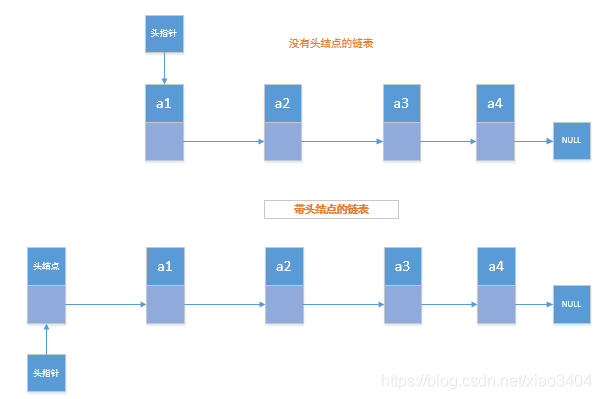 头指针
没有头结点的链表
a1
a2
a3
a4
NULL
带头结点的链表
头结点
a1
a2
a3
a4
NULL
头指针
https://blog.csdn.net/xiao3404